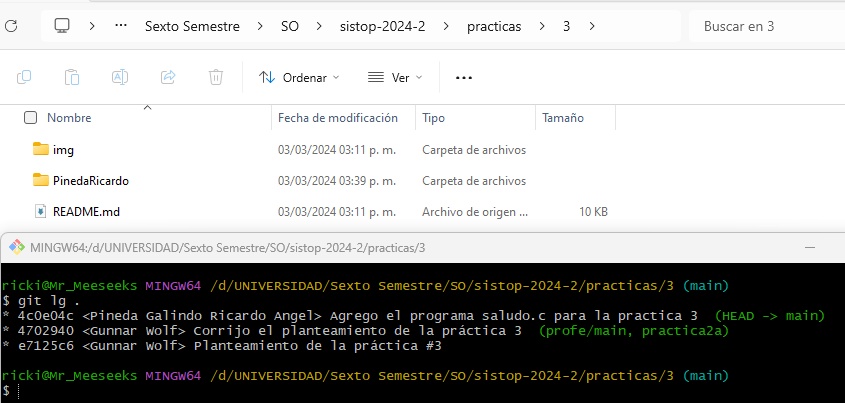 ··· Sexto Semestre > SO > sistop-2024-2 > practicas > 3 > Buscar en 3
Ordenar Ver ···
Nombre Fecha de modificación Tipo Tamaño
img 03/03/2024 03:11 p. m. Carpeta de archivos
PinedaRicardo 03/03/2024 03:39 p. m. Carpeta de archivos
README.md 03/03/2024 03:11 p. m. Archivo de origen ... 10 KB
MINGW64:/d/UNIVERSIDAD/Sexto Semestre/SO/sistop-2024-2/practicas/3
ricki@Mr_Meeseeks MINGW64 /d/UNIVERSIDAD/Sexto Semestre/SO/sistop-2024-2/practicas/3 (main)
$ git lg .
* 4c0e04c <Pineda Galindo Ricardo Angel> Agrego el programa saludo.c para la practica 3 (HEAD -> main)
* 4702940 <Gunnar Wolf> Corrijo el planteamiento de la práctica 3 (profe/main, practica2a)
* e7125c6 <Gunnar Wolf> Planteamiento de la práctica #3
ricki@Mr_Meeseeks MINGW64 /d/UNIVERSIDAD/Sexto Semestre/SO/sistop-2024-2/practicas/3 (main)
$